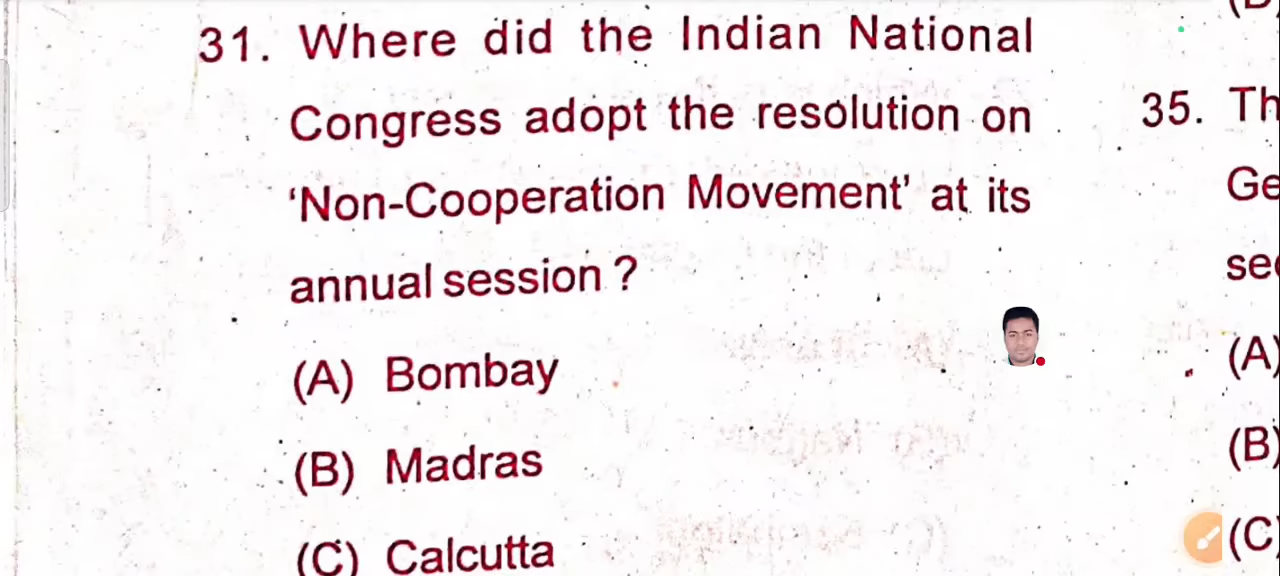 31. Where did the Indian National
Congress adopt the resolution on
'Non-Cooperation Movement' at its
annual session ?
(A) Bombay
(B) Madras
(C) Calcutta
35. Th
Ge
se
(A)
(B)
(C)